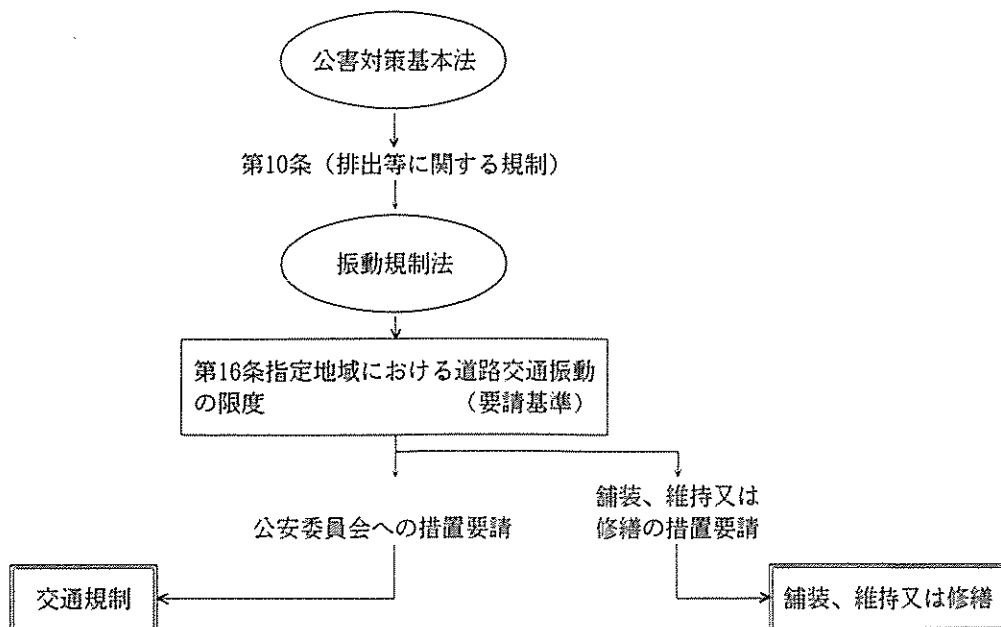 公害対策基本法
第10条（排出等に関する規制）
振動規制法
第16条指定地域における道路交通振動
の限度　　　　　　　　（要請基準）
公安委員会への措置要請
舗装、維持又は
修繕の措置要請
交通規制
舗装、維持又は修繕